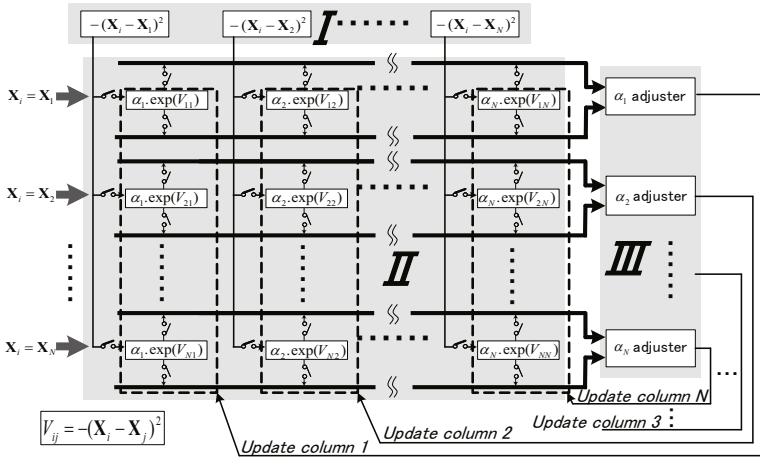 −(X_i − X_1)² −(X_i − X_2)² I ······ −(X_i − X_N)²
X_i = X_1 α_1.exp(V_11) α_2.exp(V_12) ······ α_N.exp(V_1N) α_1 adjuster
X_i = X_2 α_1.exp(V_21) α_2.exp(V_22) ······ α_N.exp(V_2N) α_2 adjuster
II III
X_i = X_N α_1.exp(V_N1) α_2.exp(V_N2) ······ α_N.exp(V_NN) α_N adjuster
Update column N ...
Update column 3
V_ij = −(X_i − X_j)² Update column 1 Update column 2